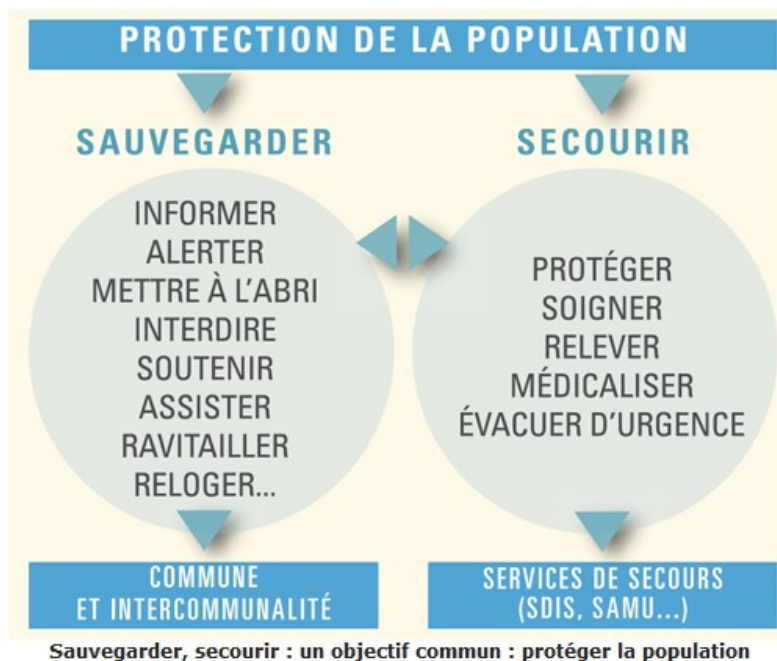 PROTECTION DE LA POPULATION
SAUVEGARDER
INFORMER
ALERTER
METTRE À L'ABRI
INTERDIRE
SOUTENIR
ASSISTER
RAVITAILLER
RELOGER...
COMMUNE
ET INTERCOMMUNALITÉ
SECOURIR
PROTÉGER
SOIGNER
RELEVER
MÉDICALISER
ÉVACUER D'URGENCE
SERVICES DE SECOURS
(SDIS, SAMU...)
Sauvegarder, secourir : un objectif commun : protéger la population